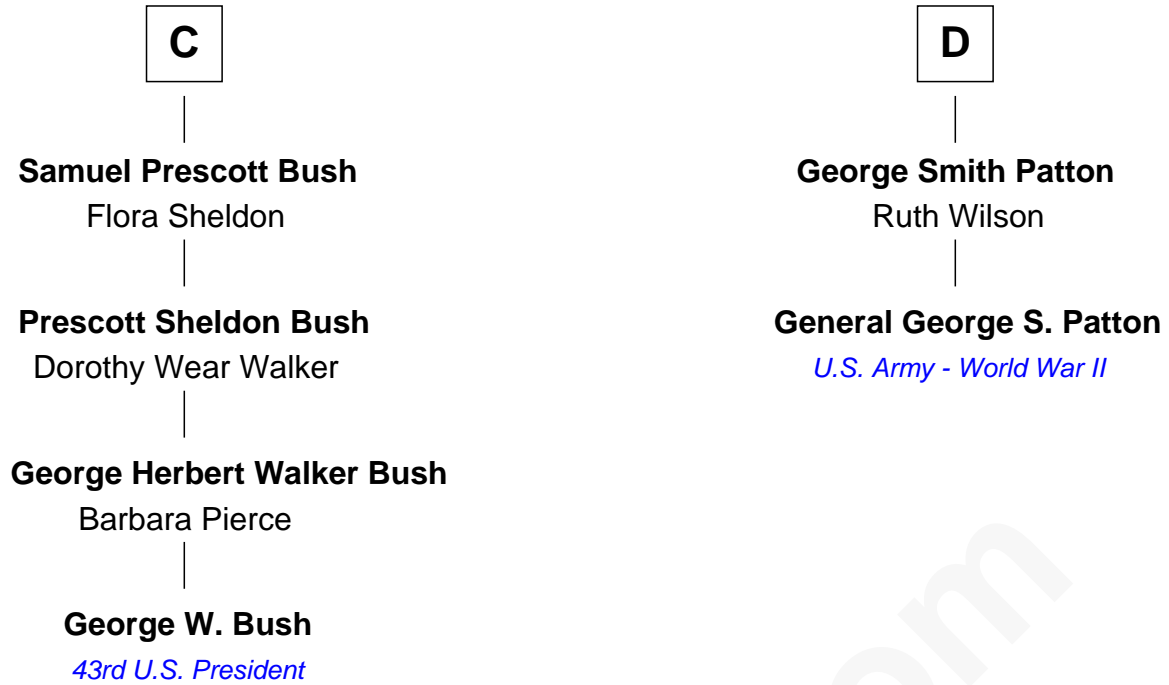 C
Samuel Prescott Bush
Flora Sheldon
Prescott Sheldon Bush
Dorothy Wear Walker
George Herbert Walker Bush
Barbara Pierce
George W. Bush
43rd U.S. President
D
George Smith Patton
Ruth Wilson
General George S. Patton
U.S. Army - World War II
om